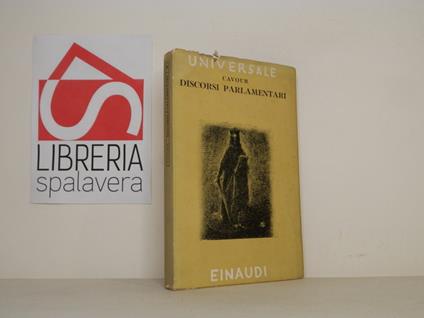 LIBRERIA
spalavera
UNIVERSALE
CAVOUR
DISCORSI PARLAMENTARI
EINAUDI